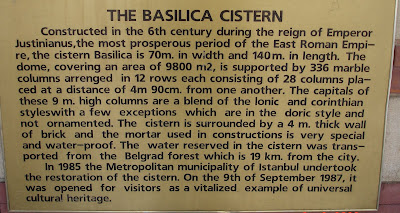 THE BASILICA CISTERN
Constructed in the 6th century during the reign of Emperor
Justinianus,the most prosperous period of the East Roman Empi-
re, the cistern Basilica is 70m. in width and 140m. in length. The
dome, covering an area of 9800 m2, is supported by 336 marble
columns arrenged in 12 rows each consisting of 28 columns pla-
ced at a distance of 4m 90cm. from one another. The capitals of
these 9 m. high columns are a blend of the Ionic and corinthian
styleswith a few exceptions which are in the doric style and
not ornamented. The cistern is surrounded by a 4 m. thick wall
of brick and the mortar used in constructions is very special
and water-proof. The water reserved in the cistern was trans-
ported from the Belgrad forest which is 19 km. from the city.
In 1985 the Metropolitan municipality of Istanbul undertook
the restoration of the cistern. On the 9th of September 1987, it
was opened for visitors as a vitalized example of universal
cultural heritage.